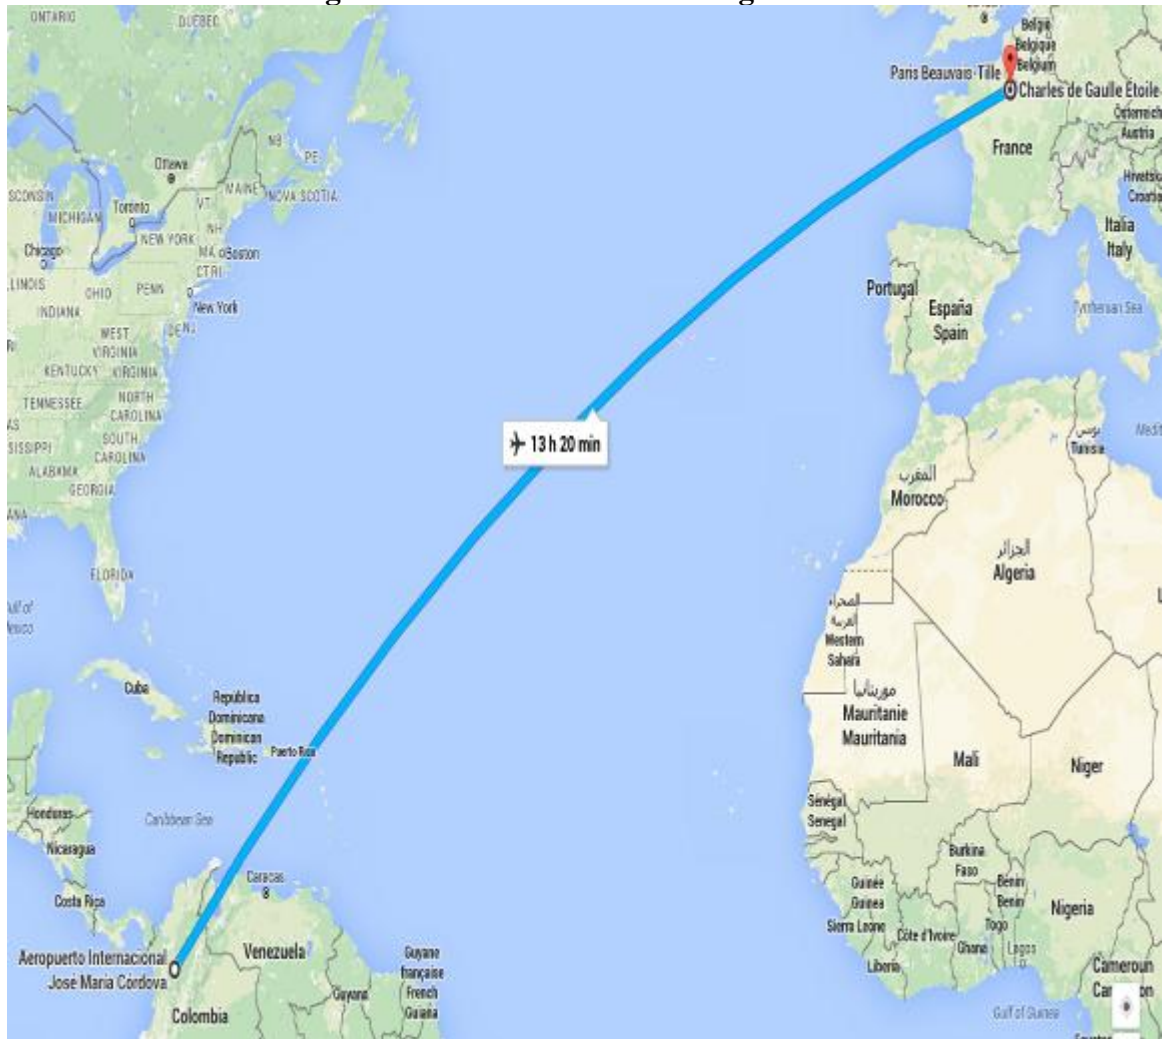 ONTARIO
QUEBEC
België
Belgique
Belgium
Paris Beauvais-Tille
Charles de Gaulle Étoile
Österreich
Austria
France
Hrvatska
Croatia
Italia
Italy
Tyrrhenian Sea
Portugal
España
Spain
NB
PE
Ottawa
MAINE
NOVA SCOTIA
VT
Toronto
MICHIGAN
NEW YORK
NH
MA
Boston
CT RI
Chicago
OHIO
PENN
New York
INDIANA
DE NJ
WEST
VIRGINIA
KENTUCKY
VIRGINIA
TENNESSEE
NORTH
CAROLINA
SOUTH
CAROLINA
ALABAMA
GEORGIA
FLORIDA
13 h 20 min
تونس
Tunisia
المغرب
Morocco
الجزائر
Algeria
الصحراء
الغربية
Western
Sahara
موريتانيا
Mauritanie
Mauritania
Mali
Niger
Cuba
República
Dominicana
Dominican
Republic
Puerto Rico
Honduras
Caribbean Sea
Nicaragua
Costa Rica
Caracas
Sénégal
Senegal
Burkina
Faso
Guinée
Guinea
Bénin
Benin
Nigeria
Sierra Leone
Côte d'Ivoire
Togo
Ghana
Lagos
Liberia
Cameroun
Gulf of Guinea
Aeropuerto Internacional
José María Córdova
Venezuela
Guyane
française
French
Guiana
Guyana
Colombia